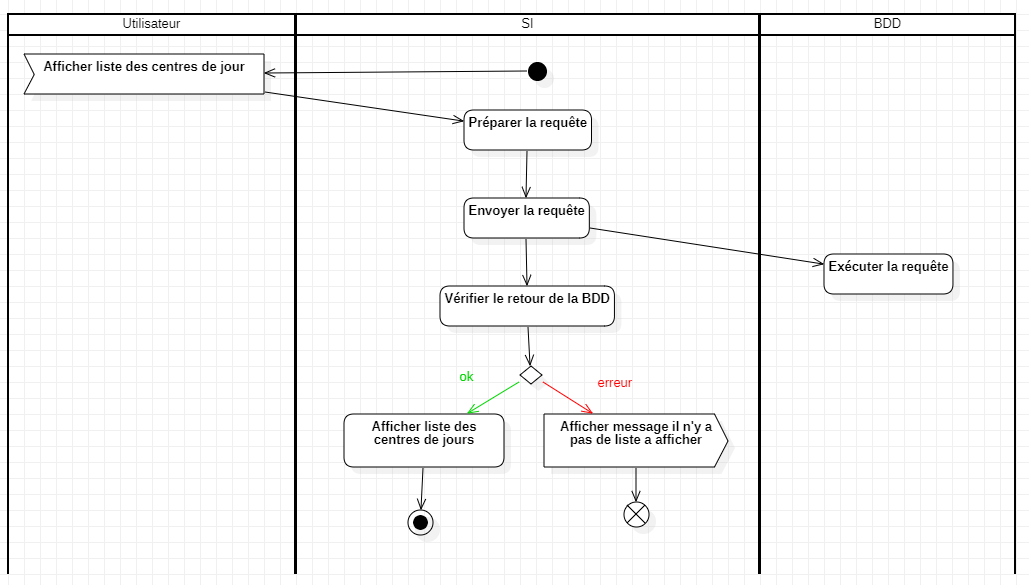 Utilisateur
SI
BDD
Afficher liste des centres de jour
Préparer la requête
Envoyer la requête
Exécuter la requête
Vérifier le retour de la BDD
ok
erreur
Afficher liste des
centres de jours
Afficher message il n'y a
pas de liste a afficher